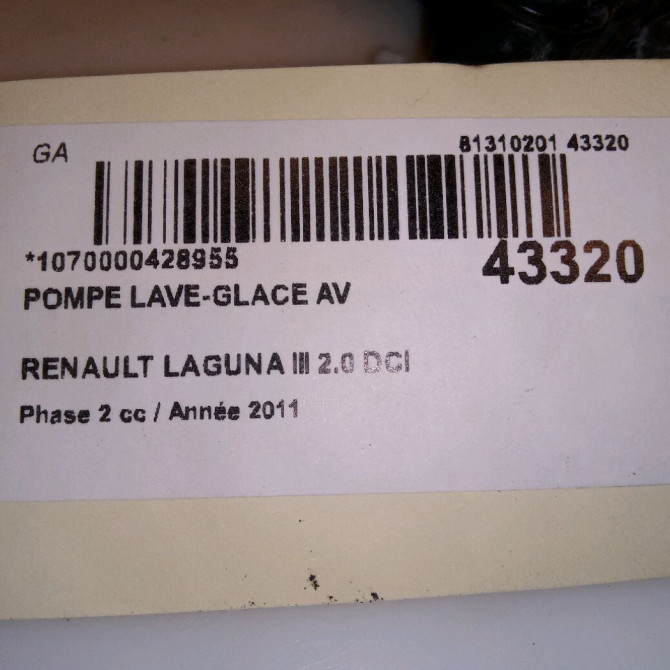 GA
81310201 43320
*1070000428955
43320
POMPE LAVE-GLACE AV
RENAULT LAGUNA III 2.0 DCI
Phase 2 cc / Année 2011